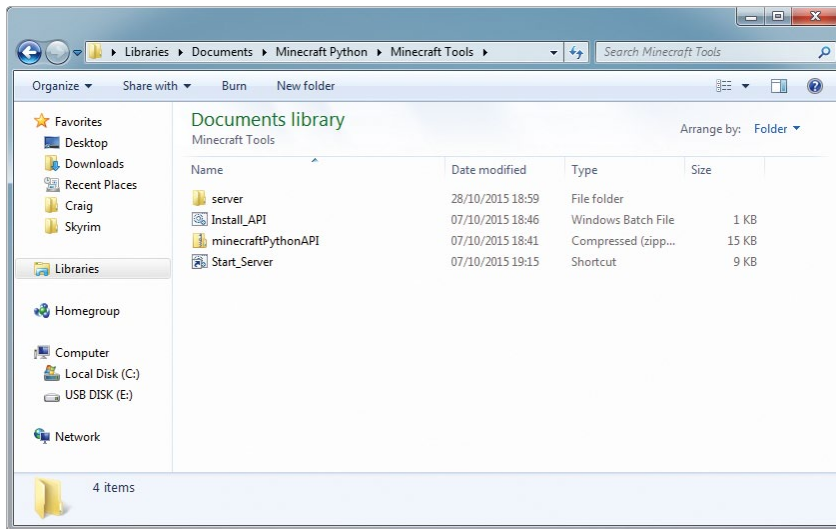 Libraries Documents Minecraft Python Minecraft Tools Search Minecraft Tools
Organize Share with Burn New folder
Favorites
Desktop
Downloads
Recent Places
Craig
Skyrim
Libraries
Homegroup
Computer
Local Disk (C:)
USB DISK (E:)
Network
Documents library
Minecraft Tools
Arrange by: Folder
Name Date modified Type Size
server 28/10/2015 18:59 File folder
Install_API 07/10/2015 18:46 Windows Batch File 1 KB
minecraftPythonAPI 07/10/2015 18:41 Compressed (zipp... 15 KB
Start_Server 07/10/2015 19:15 Shortcut 9 KB
4 items